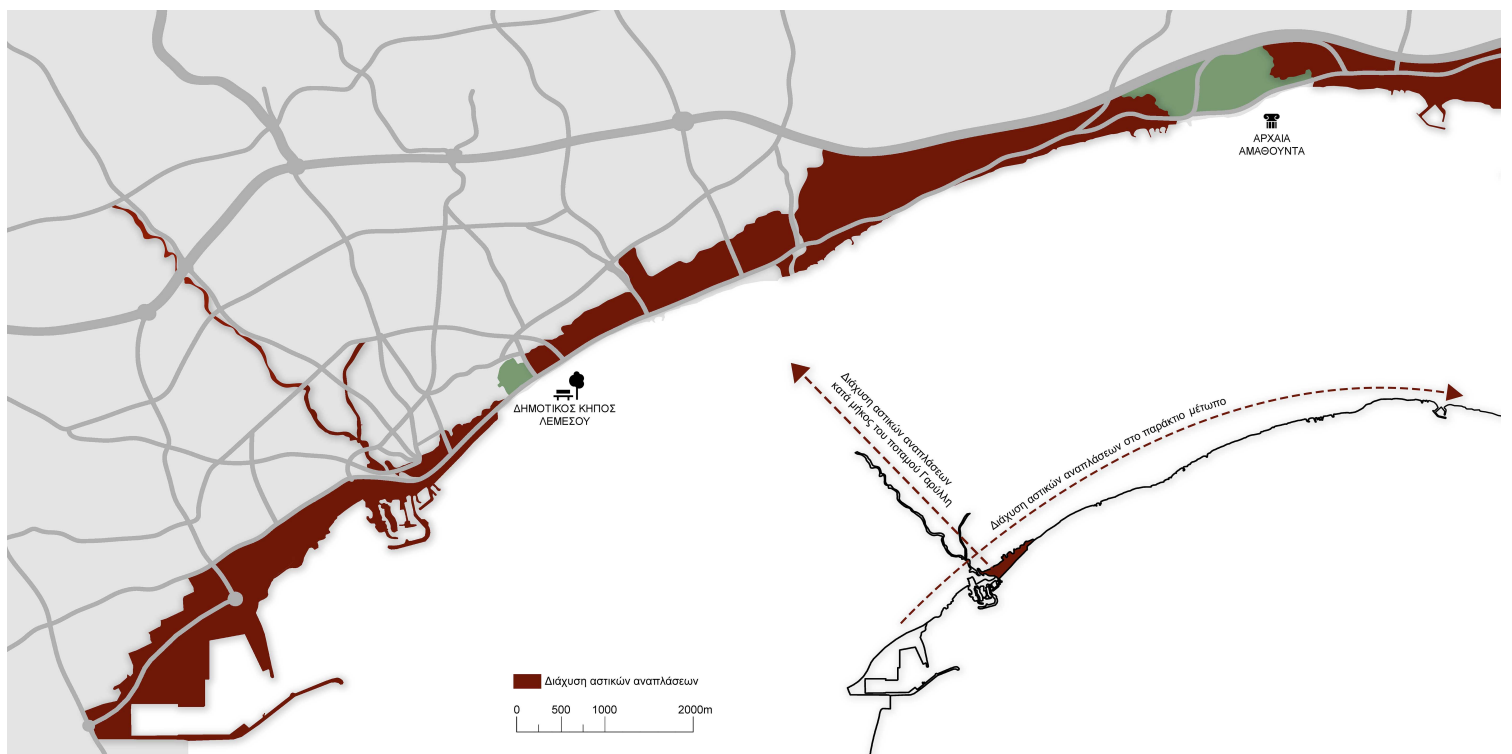 ΑΡΧΑΙΑ
ΑΜΑΘΟΥΝΤΑ
ΔΗΜΟΤΙΚΟΣ ΚΗΠΟΣ
ΛΕΜΕΣΟΥ
Διάχυση αστικών αναπλάσεων
κατά μήκος του ποταμού Γαρύλλη
Διάχυση αστικών αναπλάσεων στο παράκτιο μέτωπο
Διάχυση αστικών αναπλάσεων
0 500 1000 2000m